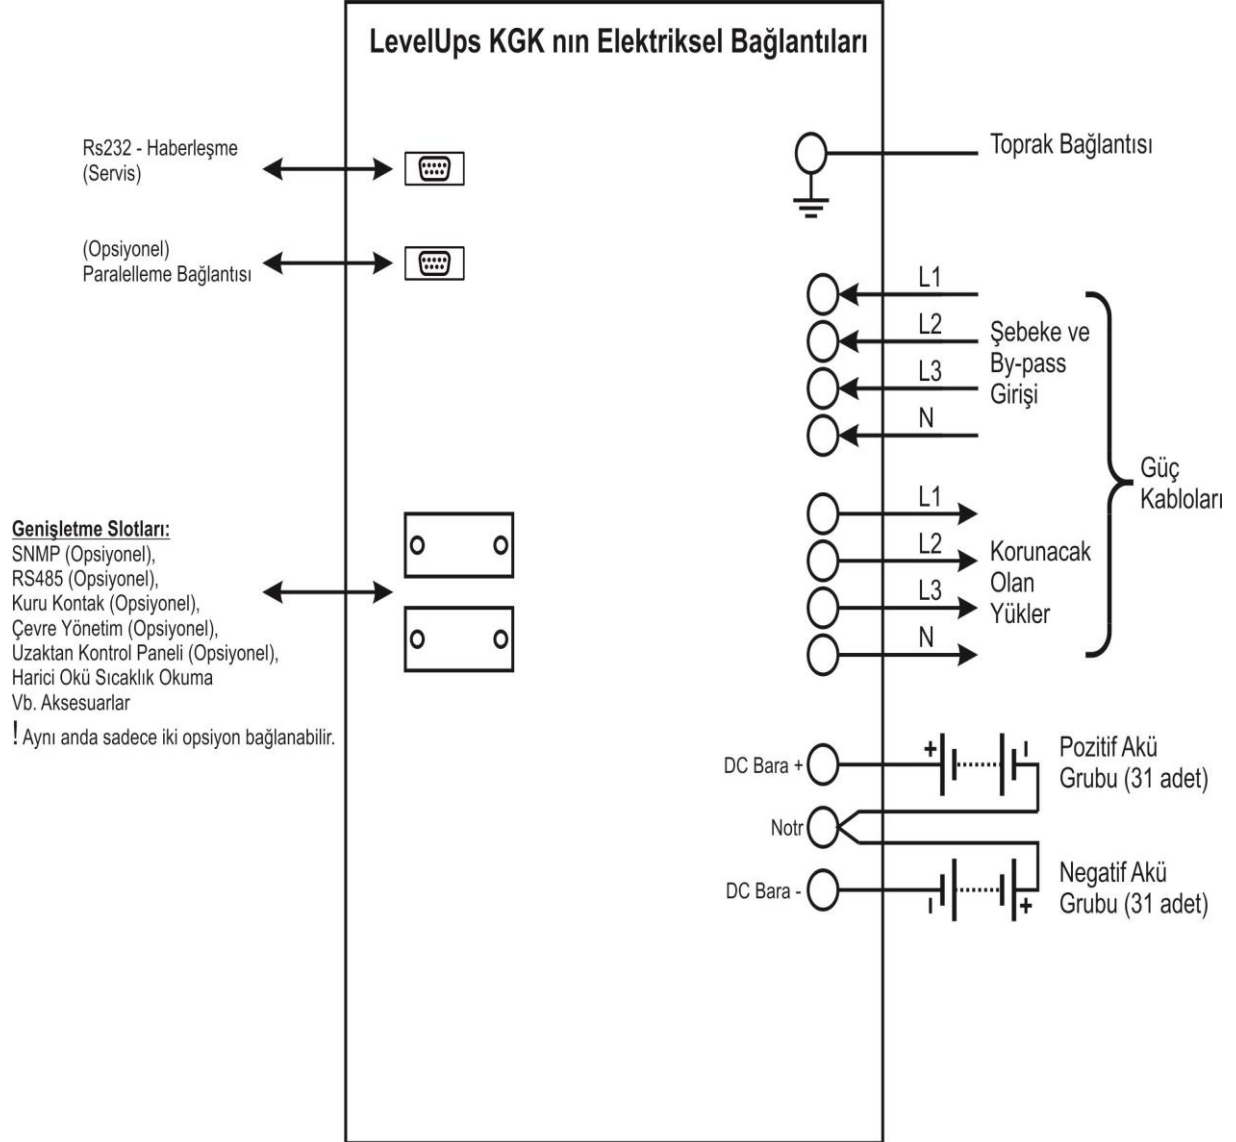 LevelUps KGK nın Elektriksel Bağlantıları
Rs232 - Haberleşme
(Servis)
(Opsiyonel)
Paralelleme Bağlantısı
Genişletme Slotları:
SNMP (Opsiyonel),
RS485 (Opsiyonel),
Kuru Kontak (Opsiyonel),
Çevre Yönetim (Opsiyonel),
Uzaktan Kontrol Paneli (Opsiyonel),
Harici Okü Sıcaklık Okuma
Vb. Aksesuarlar
! Aynı anda sadece iki opsiyon bağlanabilir.
Toprak Bağlantısı
L1
L2
L3
N
Şebeke ve
By-pass
Girişi
L1
L2
L3
N
Korunacak
Olan
Yükler
Güç
Kabloları
DC Bara +
+
-
Pozitif Akü
Grubu (31 adet)
Notr
DC Bara -
-
+
Negatif Akü
Grubu (31 adet)